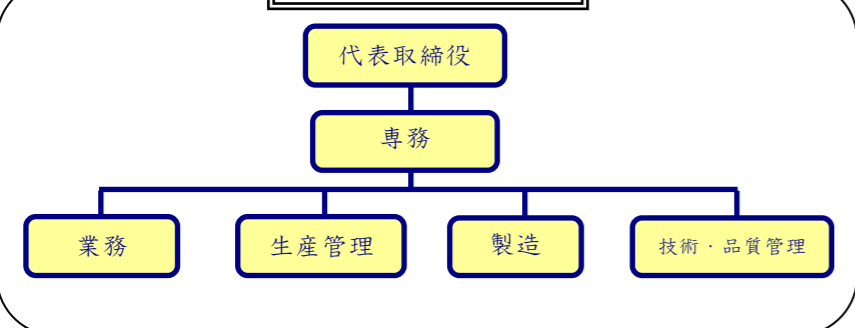 代表取締役
専務
業務
生産管理
製造
技術・品質管理